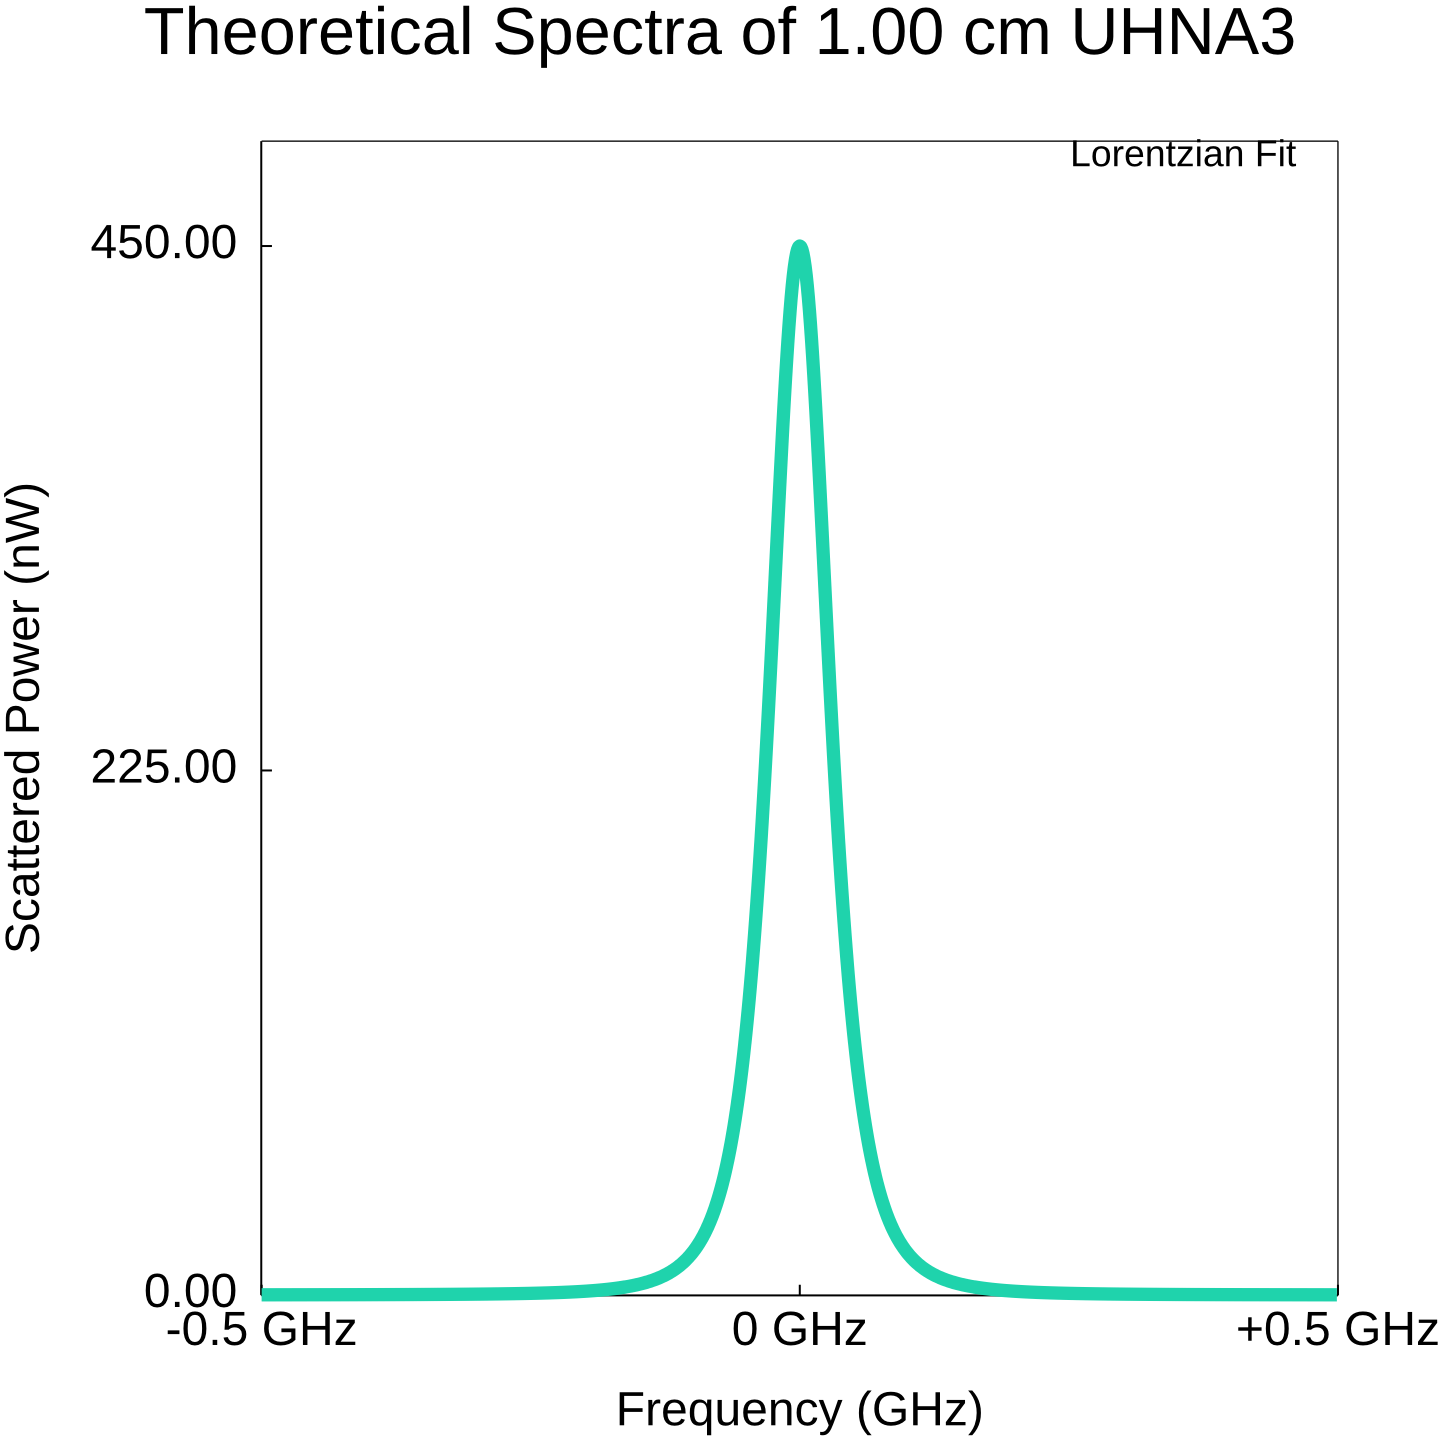 Theoretical Spectra of 1.00 cm UHNA3
Lorentzian Fit
450.00
225.00
0.00
Scattered Power (nW)
-0.5 GHz
0 GHz
+0.5 GHz
Frequency (GHz)